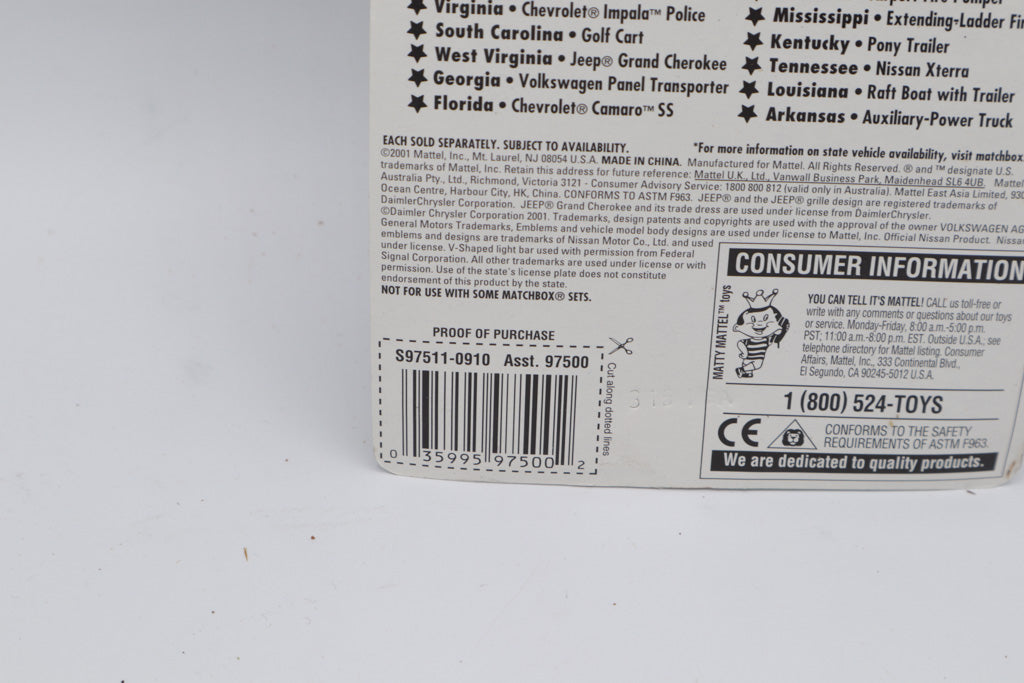 Virginia • Chevrolet® Impala™ Police
South Carolina • Golf Cart
West Virginia • Jeep® Grand Cherokee
Georgia • Volkswagen Panel Transporter
Florida • Chevrolet® Camaro™ SS
Mississippi • Extending-Ladder
Kentucky • Pony Trailer
Tennessee • Nissan Xterra
Louisiana • Raft Boat with Trailer
Arkansas • Auxiliary-Power Truck
EACH SOLD SEPARATELY. SUBJECT TO AVAILABILITY.
*For more information on state vehicle availability, visit matchbox.
©2001 Mattel, Inc., Mt. Laurel, NJ 08054 U.S.A. MADE IN CHINA. Manufactured for Mattel. All Rights Reserved. ® and ™ designate U.S.
trademarks of Mattel, Inc. Retain this address for future reference: Mattel U.K., Ltd., Vanwall Business Park, Maidenhead SL6 4UB. Mattel
Australia Pty., Ltd., Richmond, Victoria 3121 - Consumer Advisory Service: 1800 800 812 (valid only in Australia). Mattel East Asia Limited,
Ocean Centre, Harbour City, HK, China. CONFORMS TO ASTM F963. JEEP® and the JEEP® grille design are registered trademarks of
DaimlerChrysler Corporation. JEEP® Grand Cherokee and its trade dress are used under license from DaimlerChrysler.
©Daimler Chrysler Corporation 2001. Trademarks, design patents and copyrights are used with the approval of the owner VOLKSWAGEN AG
General Motors Trademarks, Emblems and vehicle model body designs are used under license to Mattel, Inc. Official Nissan Product. Nissan
emblems and designs are trademarks of Nissan Motor Co., Ltd. and used
under license. V-Shaped light bar used with permission from Federal
Signal Corporation. All other trademarks are used under license or with
permission. Use of the state's license plate does not constitute
endorsement of this product by the state.
NOT FOR USE WITH SOME MATCHBOX® SETS.
PROOF OF PURCHASE
S97511-0910 Asst. 97500
0 35995 97500 2
Cut along dotted lines
CONSUMER INFORMATION
MATTY MATTEL™ toys
YOU CAN TELL IT'S MATTEL! CALL us toll-free or
write with any comments or questions about our toys
or service. Monday-Friday, 8:00 a.m.-5:00 p.m.
PST; 11:00 a.m.-8:00 p.m. EST. Outside U.S.A., see
telephone directory for Mattel listing. Consumer
Affairs, Mattel, Inc., 333 Continental Blvd.,
El Segundo, CA 90245-5012 U.S.A.
1 (800) 524-TOYS
CE
CONFORMS TO THE SAFETY
REQUIREMENTS OF ASTM F963.
We are dedicated to quality products.